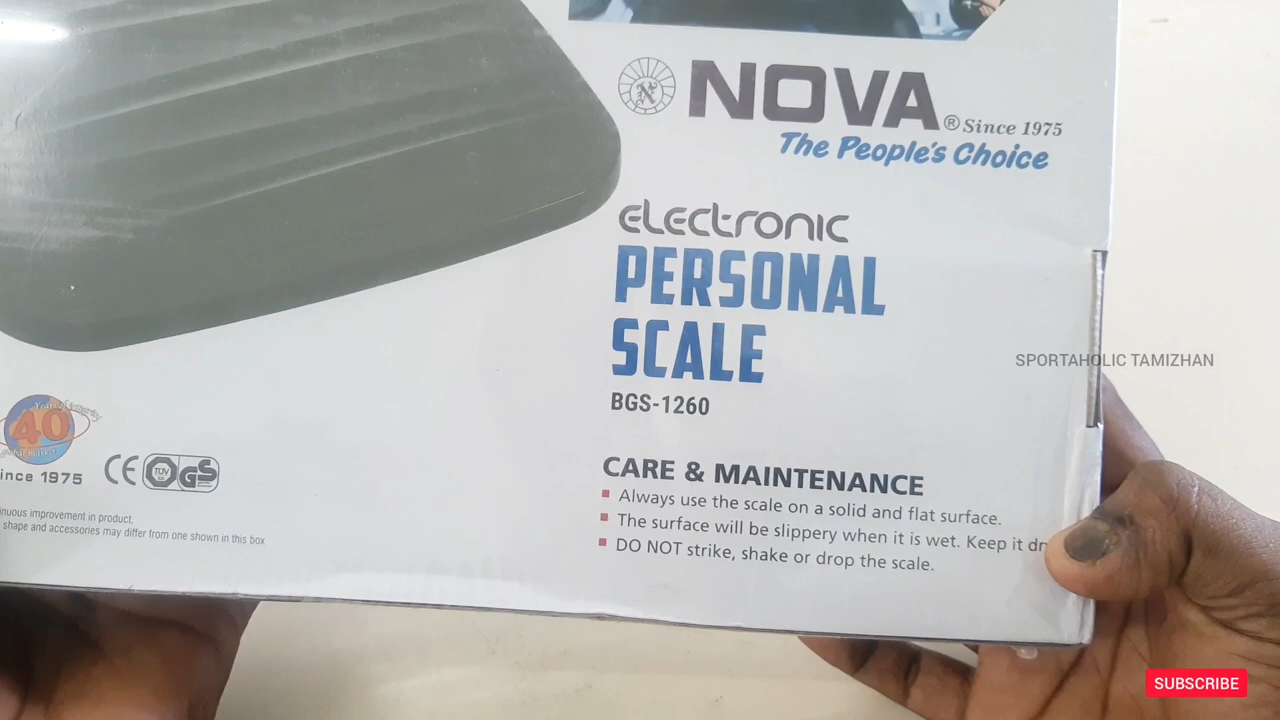 NOVA® Since 1975
The People's Choice
electronic
PERSONAL
SCALE
BGS-1260
SPORTAHOLIC TAMIZHAN
CARE & MAINTENANCE
Always use the scale on a solid and flat surface.
The surface will be slippery when it is wet. Keep it
DO NOT strike, shake or drop the scale.
40
since 1975
CE TUV GS
improvement in product.
shape and accessories may differ from one shown in this box
SUBSCRIBE